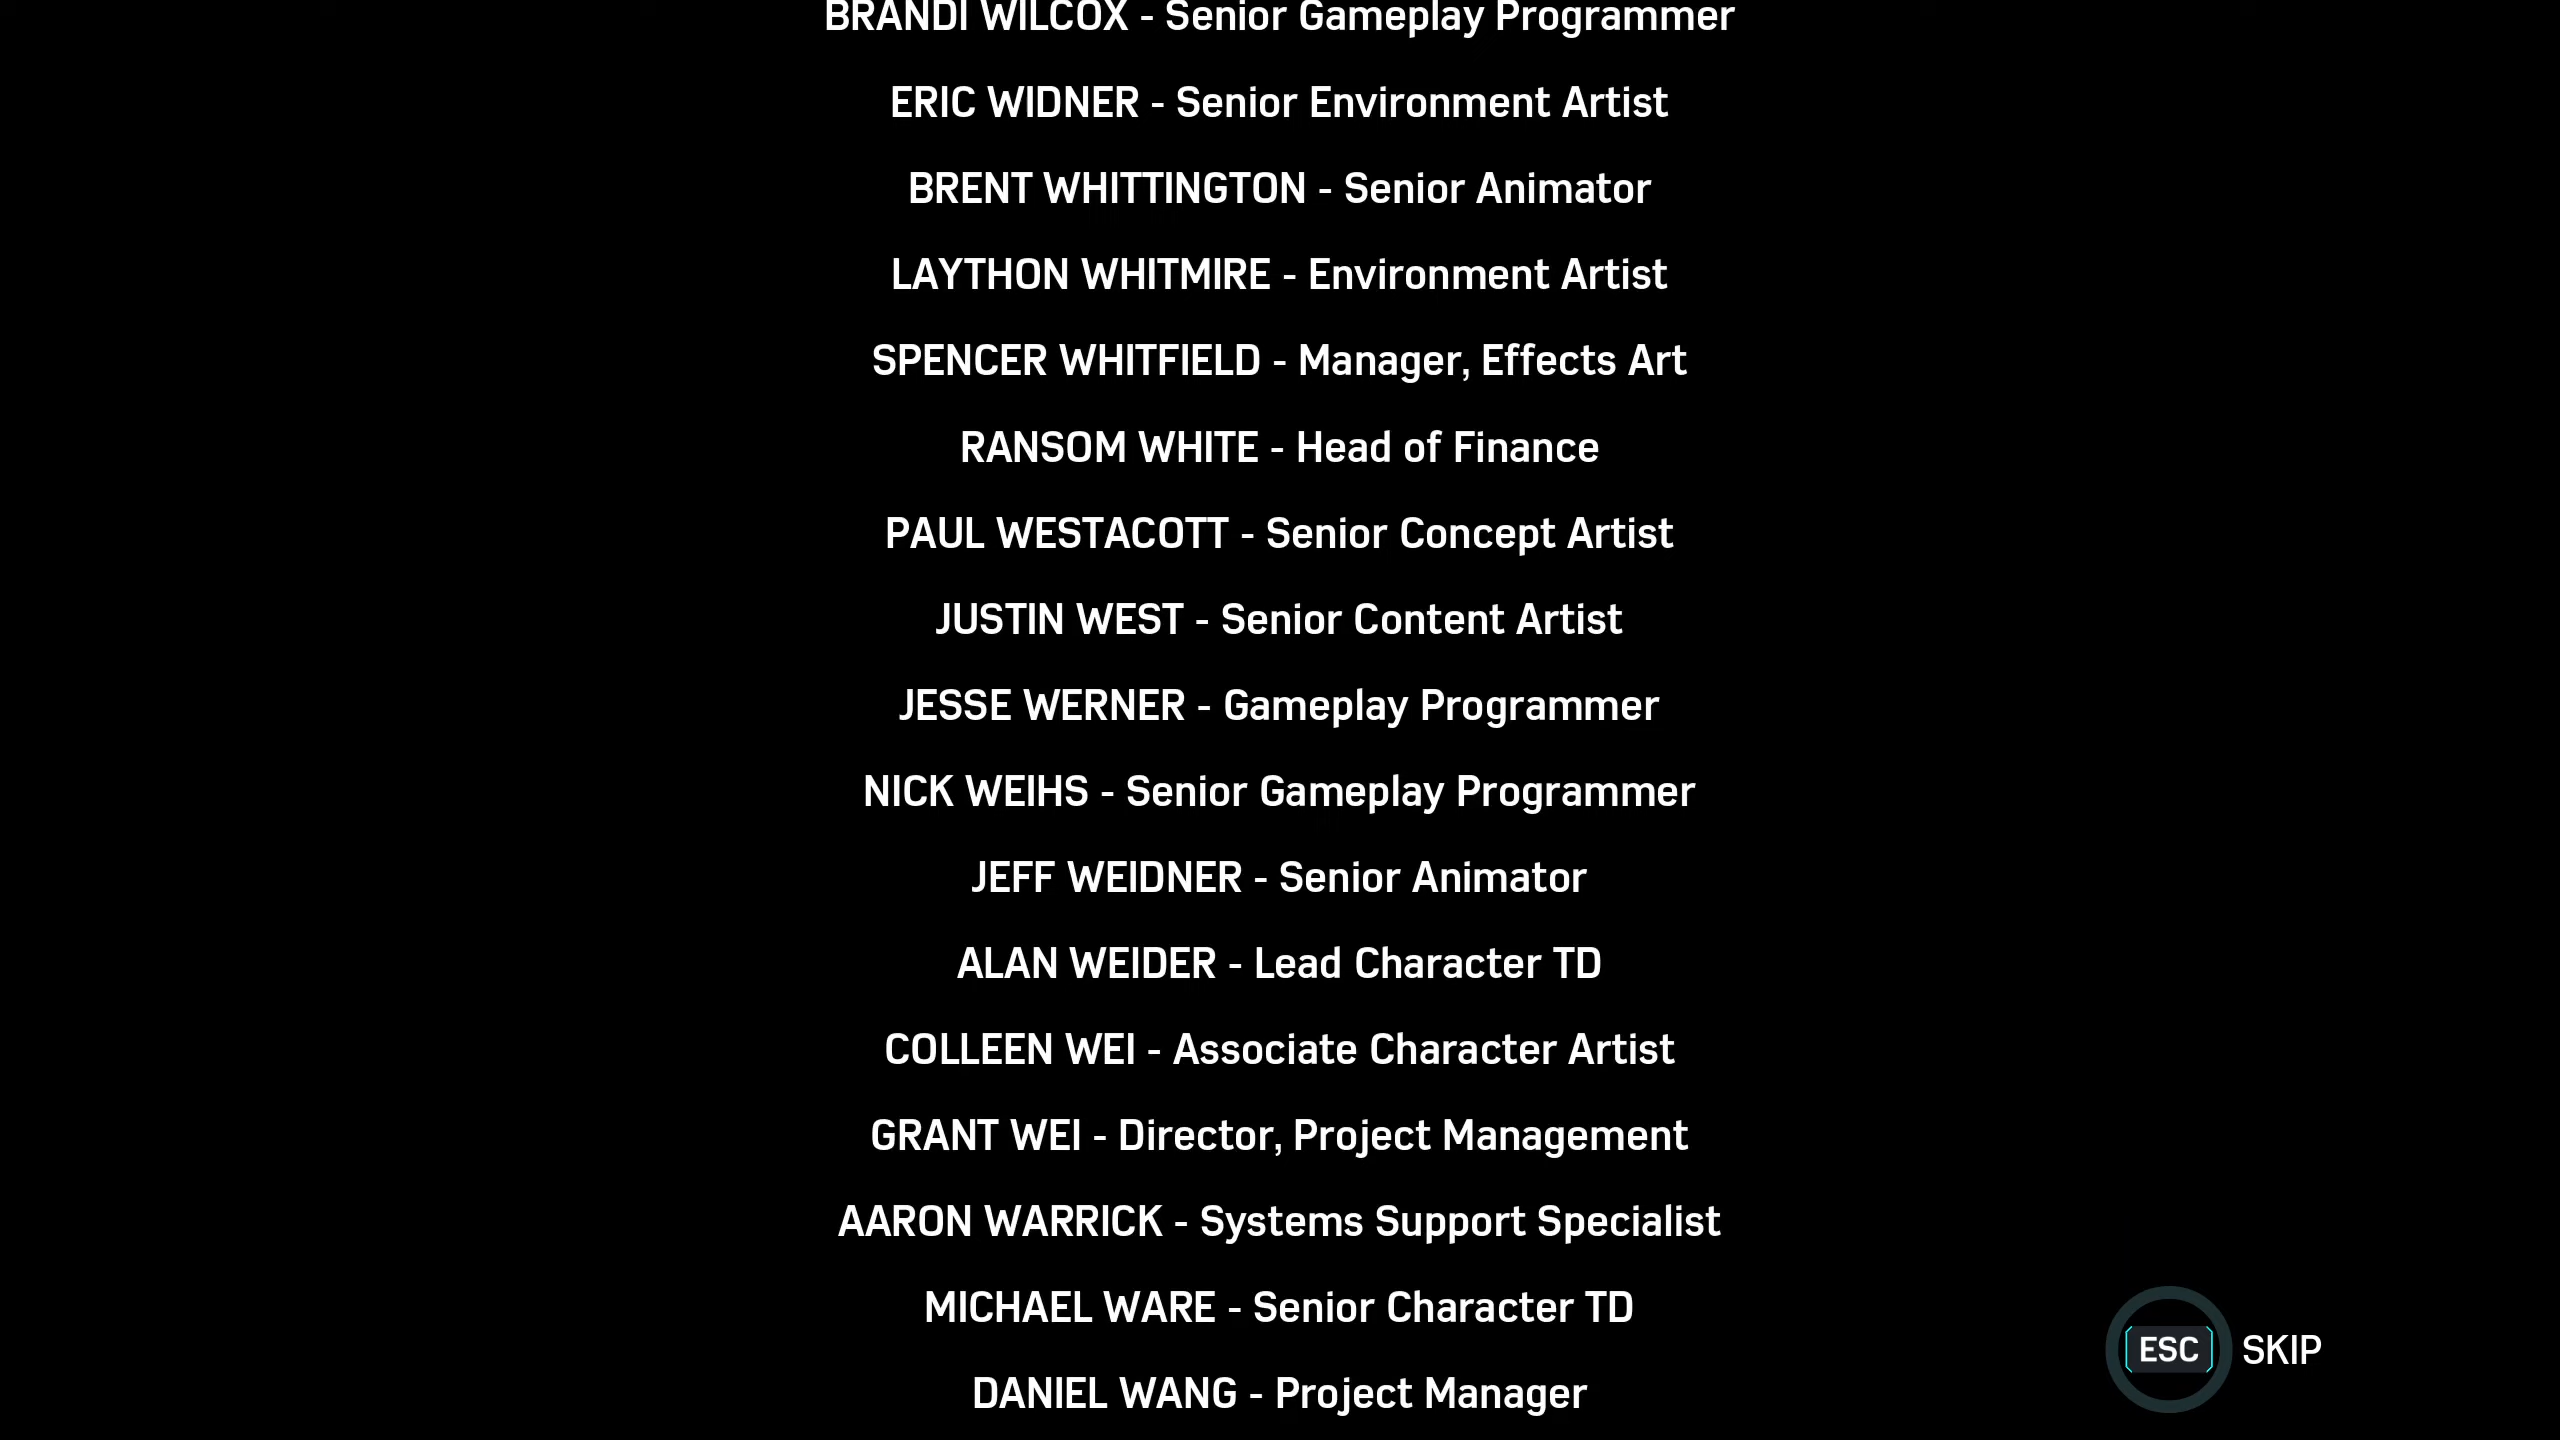 BRANDI WILCOX - Senior Gameplay Programmer
ERIC WIDNER - Senior Environment Artist
BRENT WHITTINGTON - Senior Animator
LAYTHON WHITMIRE - Environment Artist
SPENCER WHITFIELD - Manager, Effects Art
RANSOM WHITE - Head of Finance
PAUL WESTACOTT - Senior Concept Artist
JUSTIN WEST - Senior Content Artist
JESSE WERNER - Gameplay Programmer
NICK WEIHS - Senior Gameplay Programmer
JEFF WEIDNER - Senior Animator
ALAN WEIDER - Lead Character TD
COLLEEN WEI - Associate Character Artist
GRANT WEI - Director, Project Management
AARON WARRICK - Systems Support Specialist
MICHAEL WARE - Senior Character TD
ESC SKIP
DANIEL WANG - Project Manager